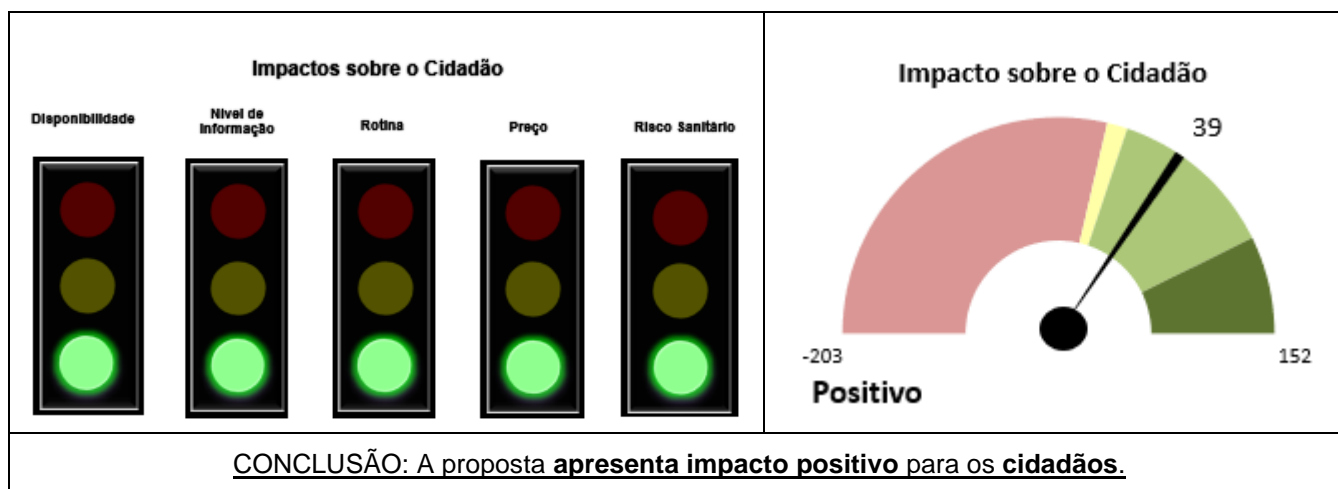 Impactos sobre o Cidadão
Disponibilidade
Nível de
Informação
Rotina
Preço
Risco Sanitário
Impacto sobre o Cidadão
39
-203
152
Positivo
CONCLUSÃO: A proposta apresenta impacto positivo para os cidadãos.